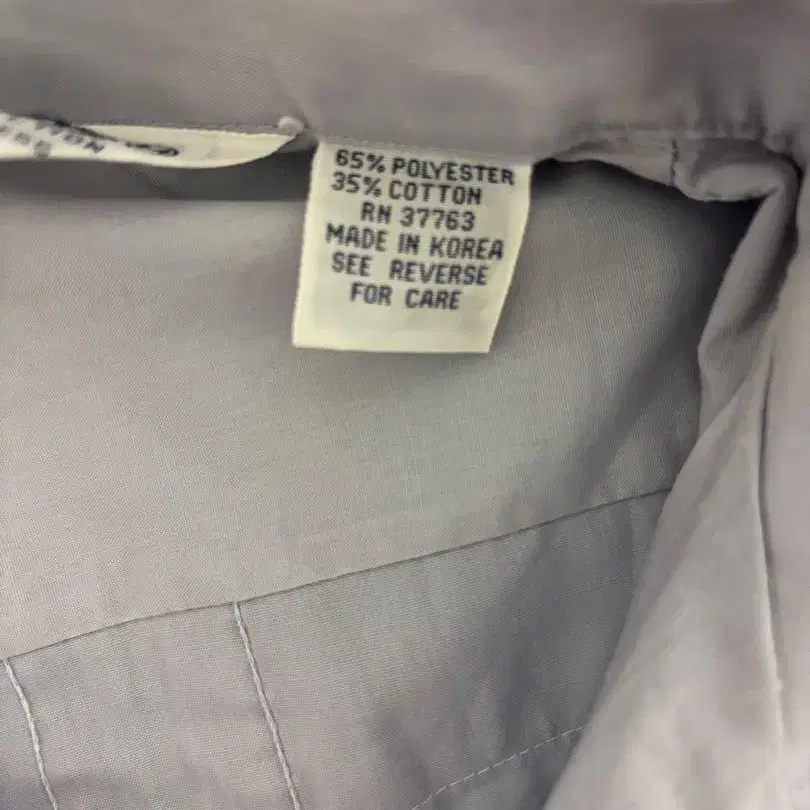 65% POLYESTER
35% COTTON
RN 37763
MADE IN KOREA
SEE REVERSE
FOR CARE